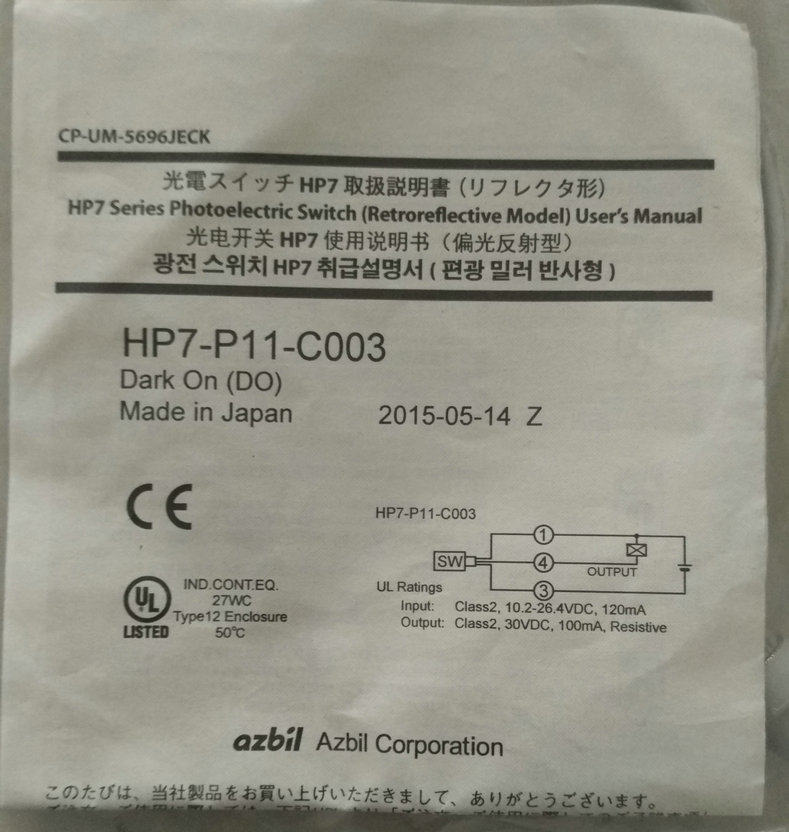 CP-UM-5696JECK
光電スイッチ HP7 取扱説明書 (リフレクタ形)
HP7 Series Photoelectric Switch (Retroreflective Model) User's Manual
光电开关 HP7 使用说明书 (偏光反射型)
광전 스위치 HP7 취급설명서 ( 편광 밀러 반사형 )
HP7-P11-C003
Dark On (DO)
Made in Japan 2015-05-14 Z
CE
HP7-P11-C003
1
SW 4
OUTPUT
3
UL Ratings
Input: Class2, 10.2-26.4VDC, 120mA
Output: Class2, 30VDC, 100mA, Resistive
UL
LISTED
IND.CONT.EQ.
27WC
Type12 Enclosure
50℃
azbil Azbil Corporation
このたびは、当社製品をお買い上げいただきまして、ありがとうございます。